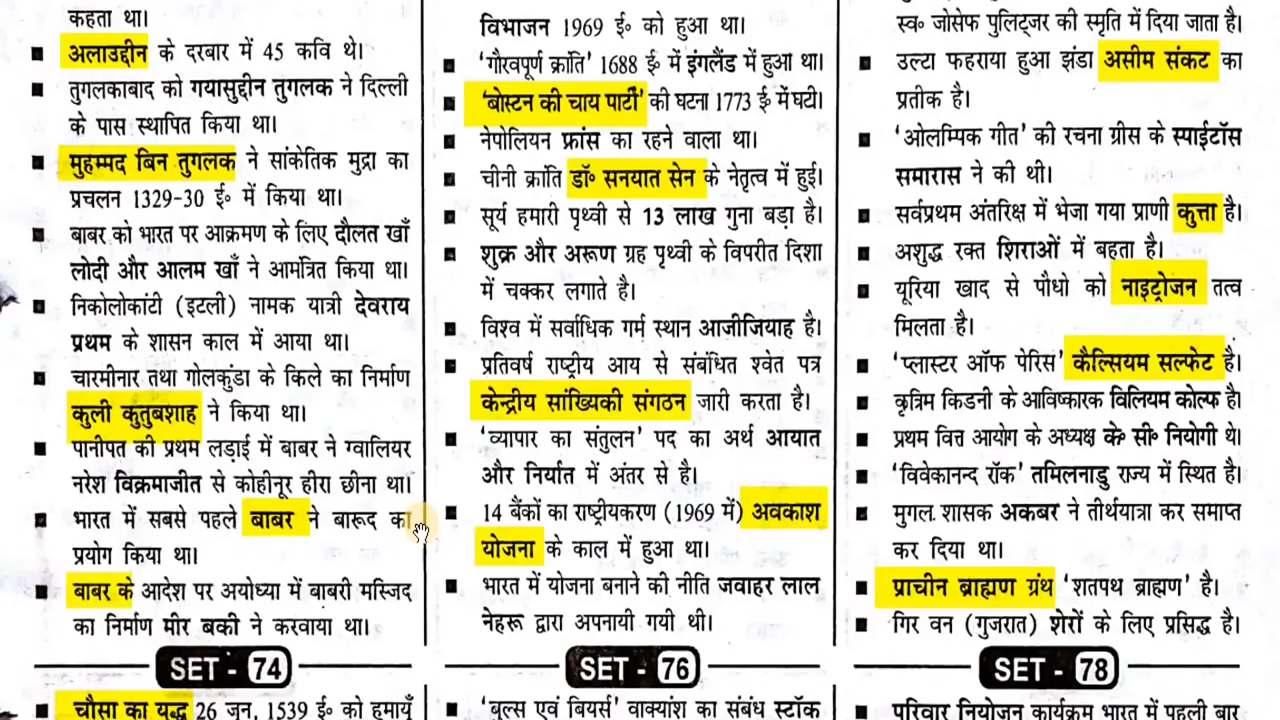 कहता था।
अलाउद्दीन के दरबार में 45 कवि थे।
तुगलकाबाद को गयासुद्दीन तुगलक ने दिल्ली
के पास स्थापित किया था।
मुहम्मद बिन तुगलक ने सांकेतिक मुद्रा का
प्रचलन 1329-30 ई॰ में किया था।
बाबर को भारत पर आक्रमण के लिए दौलत खाँ
लोदी और आलम खाँ ने आमंत्रित किया था।
निकोलोकांटी (इटली) नामक यात्री देवराय
प्रथम के शासन काल में आया था।
चारमीनार तथा गोलकुंडा के किले का निर्माण
कुली कुतुबशाह ने किया था।
पानीपत की प्रथम लड़ाई में बाबर ने ग्वालियर
नरेश विक्रमाजीत से कोहीनूर हीरा छीना था।
भारत में सबसे पहले बाबर ने बारूद का
प्रयोग किया था।
बाबर के आदेश पर अयोध्या में बाबरी मस्जिद
का निर्माण मीर बकी ने करवाया था।
SET - 74
चौसा का युद्ध 26 जून, 1539 ई॰ को हुमायूँ
विभाजन 1969 ई॰ को हुआ था।
'गौरवपूर्ण क्रांति' 1688 ई॰ में इंगलैंड में हुआ था।
'बोस्टन की चाय पार्टी' की घटना 1773 ई॰ में घटी।
नेपोलियन फ्रांस का रहने वाला था।
चीनी क्रांति डॉ॰ सनयात सेन के नेतृत्व में हुई।
सूर्य हमारी पृथ्वी से 13 लाख गुना बड़ा है।
शुक्र और अरूण ग्रह पृथ्वी के विपरीत दिशा
में चक्कर लगाते है।
विश्व में सर्वाधिक गर्म स्थान आजीजियाह है।
प्रतिवर्ष राष्ट्रीय आय से संबंधित श्वेत पत्र
केन्द्रीय सांख्यिकी संगठन जारी करता है।
'व्यापार का संतुलन' पद का अर्थ आयात
और निर्यात में अंतर से है।
14 बैंकों का राष्ट्रीयकरण (1969 में) अवकाश
योजना के काल में हुआ था।
भारत में योजना बनाने की नीति जवाहर लाल
नेहरू द्वारा अपनायी गयी थी।
SET - 76
'बुल्स एवं बियर्स' वाक्यांश का संबंध स्टॉक
स्व॰ जोसेफ पुलिट्जर की स्मृति में दिया जाता है।
उल्टा फहराया हुआ झंडा असीम संकट का
प्रतीक है।
'ओलम्पिक गीत' की रचना ग्रीस के स्पाईटॉस
समारास ने की थी।
सर्वप्रथम अंतरिक्ष में भेजा गया प्राणी कुत्ता है।
अशुद्ध रक्त शिराओं में बहता है।
यूरिया खाद से पौधो को नाइट्रोजन तत्व
मिलता है।
'प्लास्टर ऑफ पेरिस' कैल्सियम सल्फेट है।
कृत्रिम किडनी के आविष्कारक विलियम कोल्फ है।
प्रथम वित्त आयोग के अध्यक्ष के॰ सी॰ नियोगी थे।
'विवेकानन्द रॉक' तमिलनाडु राज्य में स्थित है।
मुगल शासक अकबर ने तीर्थयात्रा कर समाप्त
कर दिया था।
प्राचीन ब्राह्मण ग्रंथ 'शतपथ ब्राह्मण' है।
गिर वन (गुजरात) शेरों के लिए प्रसिद्ध है।
SET - 78
परिवार नियोजन कार्यक्रम भारत में पहली बार